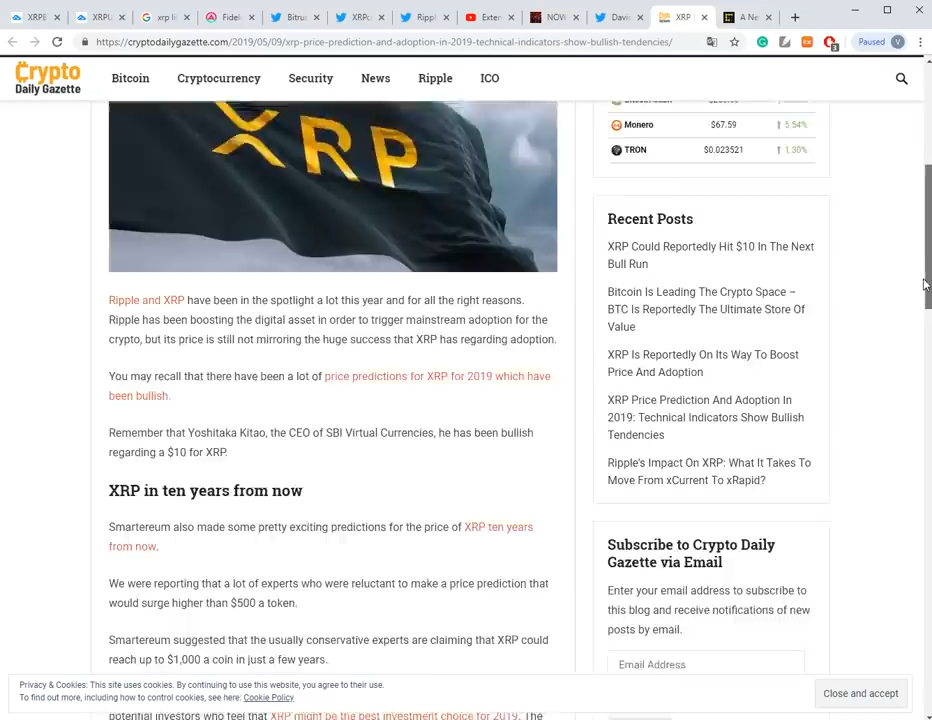 XRPE
XRPU
xrp li
Fidel
Bitru
XRPc
Rippl
Exter
NOW
Davi
XRP
A Ne
https://cryptodailygazette.com/2019/05/09/xrp-price-prediction-and-adoption-in-2019-technical-indicators-show-bullish-tendencies/
Paused
V
Crypto
Daily Gazette
Bitcoin
Cryptocurrency
Security
News
Ripple
ICO
XRP
Monero $67.59 5.54%
TRON $0.023521 1.30%
Ripple and XRP have been in the spotlight a lot this year and for all the right reasons.
Ripple has been boosting the digital asset in order to trigger mainstream adoption for the
crypto, but its price is still not mirroring the huge success that XRP has regarding adoption.
You may recall that there have been a lot of price predictions for XRP for 2019 which have
been bullish.
Remember that Yoshitaka Kitao, the CEO of SBI Virtual Currencies, he has been bullish
regarding a $10 for XRP.
XRP in ten years from now
Smartereum also made some pretty exciting predictions for the price of XRP ten years
from now.
We were reporting that a lot of experts who were reluctant to make a price prediction that
would surge higher than $500 a token.
Smartereum suggested that the usually conservative experts are claiming that XRP could
reach up to $1,000 a coin in just a few years.
potential investors who feel that XRP might be the best investment choice for 2019. The
Recent Posts
XRP Could Reportedly Hit $10 In The Next
Bull Run
Bitcoin Is Leading The Crypto Space –
BTC Is Reportedly The Ultimate Store Of
Value
XRP Is Reportedly On Its Way To Boost
Price And Adoption
XRP Price Prediction And Adoption In
2019: Technical Indicators Show Bullish
Tendencies
Ripple's Impact On XRP: What It Takes To
Move From xCurrent To xRapid?
Subscribe to Crypto Daily
Gazette via Email
Enter your email address to subscribe to
this blog and receive notifications of new
posts by email.
Email Address
Privacy & Cookies: This site uses cookies. By continuing to use this website, you agree to their use.
To find out more, including how to control cookies, see here: Cookie Policy
Close and accept